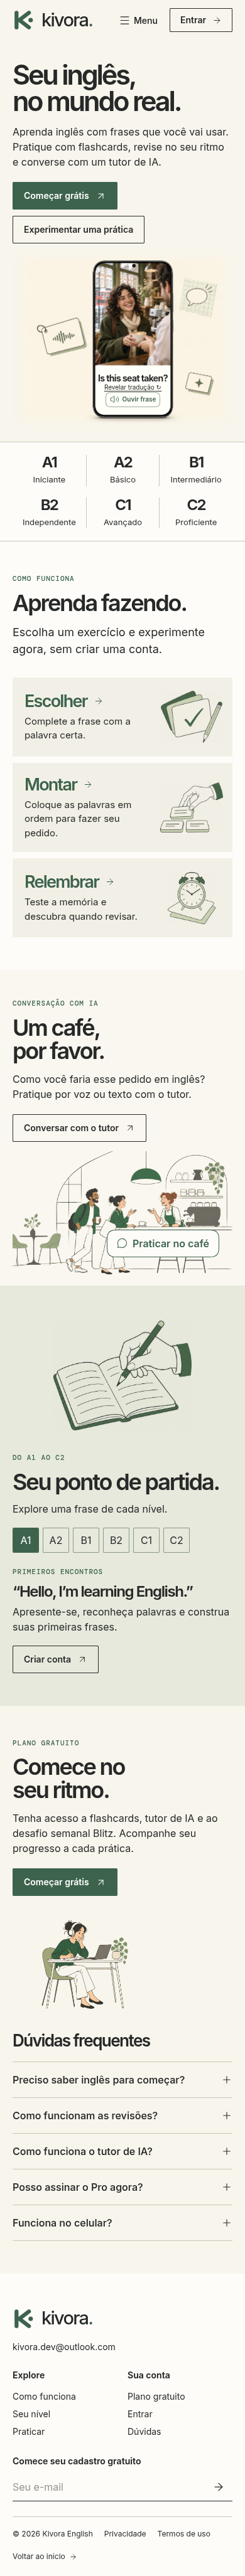 kivora.
Menu
Entrar
Seu inglês,
no mundo real.
Aprenda inglês com frases que você vai usar.
Pratique com flashcards, revise no seu ritmo
e converse com um tutor de IA.
Começar grátis
Experimentar uma prática
Is this seat taken?
Revelar tradução
Ouvir frase
A1
Iniciante
A2
Básico
B1
Intermediário
B2
Independente
C1
Avançado
C2
Proficiente
COMO FUNCIONA
Aprenda fazendo.
Escolha um exercício e experimente
agora, sem criar uma conta.
Escolher
Complete a frase com a
palavra certa.
Montar
Coloque as palavras em
ordem para fazer seu
pedido.
Relembrar
Teste a memória e
descubra quando revisar.
CONVERSAÇÃO COM IA
Um café,
por favor.
Como você faria esse pedido em inglês?
Pratique por voz ou texto com o tutor.
Conversar com o tutor
Praticar no café
DO A1 AO C2
Seu ponto de partida.
Explore uma frase de cada nível.
A1 A2 B1 B2 C1 C2
PRIMEIROS ENCONTROS
“Hello, I’m learning English.”
Apresente-se, reconheça palavras e construa
suas primeiras frases.
Criar conta
PLANO GRATUITO
Comece no
seu ritmo.
Tenha acesso a flashcards, tutor de IA e ao
desafio semanal Blitz. Acompanhe seu
progresso a cada prática.
Começar grátis
Dúvidas frequentes
Preciso saber inglês para começar?
Como funcionam as revisões?
Como funciona o tutor de IA?
Posso assinar o Pro agora?
Funciona no celular?
kivora.
kivora.dev@outlook.com
Explore
Como funciona
Seu nível
Praticar
Sua conta
Plano gratuito
Entrar
Dúvidas
Comece seu cadastro gratuito
Seu e-mail
© 2026 Kivora English Privacidade Termos de uso
Voltar ao início